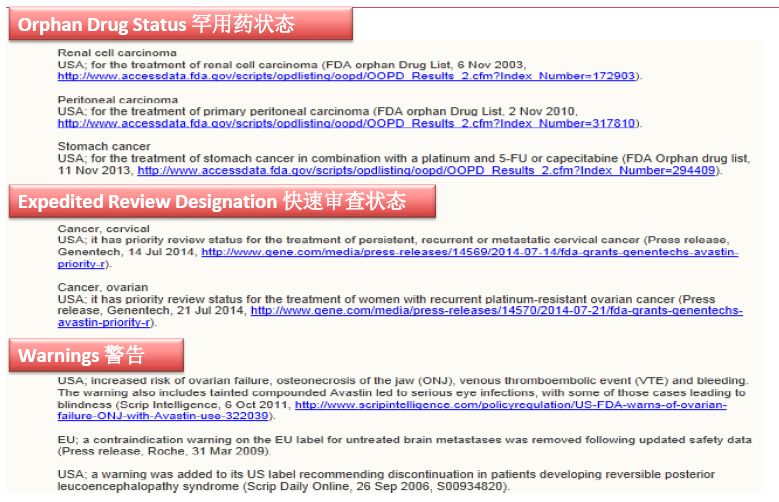 Orphan Drug Status 罕用药状态
Renal cell carcinoma
USA; for the treatment of renal cell carcinoma (FDA orphan Drug List, 6 Nov 2003,
http://www.accessdata.fda.gov/scripts/opdlisting/oopd/OOPD_Results_2.cfm?Index_Number=172903).
Peritoneal carcinoma
USA; for the treatment of primary peritoneal carcinoma (FDA orphan Drug List, 2 Nov 2010,
http://www.accessdata.fda.gov/scripts/opdlisting/oopd/OOPD_Results_2.cfm?Index_Number=317810).
Stomach cancer
USA; for the treatment of stomach cancer in combination with a platinum and 5-FU or capecitabine (FDA Orphan drug list,
11 Nov 2013, http://www.accessdata.fda.gov/scripts/opdlisting/oopd/OOPD_Results_2.cfm?Index_Number=294409).
Expedited Review Designation 快速审查状态
Cancer, cervical
USA; it has priority review status for the treatment of persistent, recurrent or metastatic cervical cancer (Press release,
Genentech, 14 Jul 2014, http://www.gene.com/media/press-releases/14569/2014-07-14/fda-grants-genentechs-avastin-
priority-r).
Cancer, ovarian
USA; it has priority review status for the treatment of women with recurrent platinum-resistant ovarian cancer (Press
release, Genentech, 21 Jul 2014, http://www.gene.com/media/press-releases/14570/2014-07-21/fda-grants-genentechs-
avastin-priority-r).
Warnings 警告
USA; increased risk of ovarian failure, osteonecrosis of the jaw (ONJ), venous thromboembolic event (VTE) and bleeding.
The warning also includes tainted compounded Avastin led to serious eye infections, with some of those cases leading to
blindness (Scrip Intelligence, 6 Oct 2011, http://www.scripintelligence.com/policyregulation/US-FDA-warns-of-ovarian-
failure-ONJ-with-Avastin-use-322039).
EU; a contraindication warning on the EU label for untreated brain metastases was removed following updated safety data
(Press release, Roche, 31 Mar 2009).
USA; a warning was added to its US label recommending discontinuation in patients developing reversible posterior
leucoencephalopathy syndrome (Scrip Daily Online, 26 Sep 2006, S00934820).